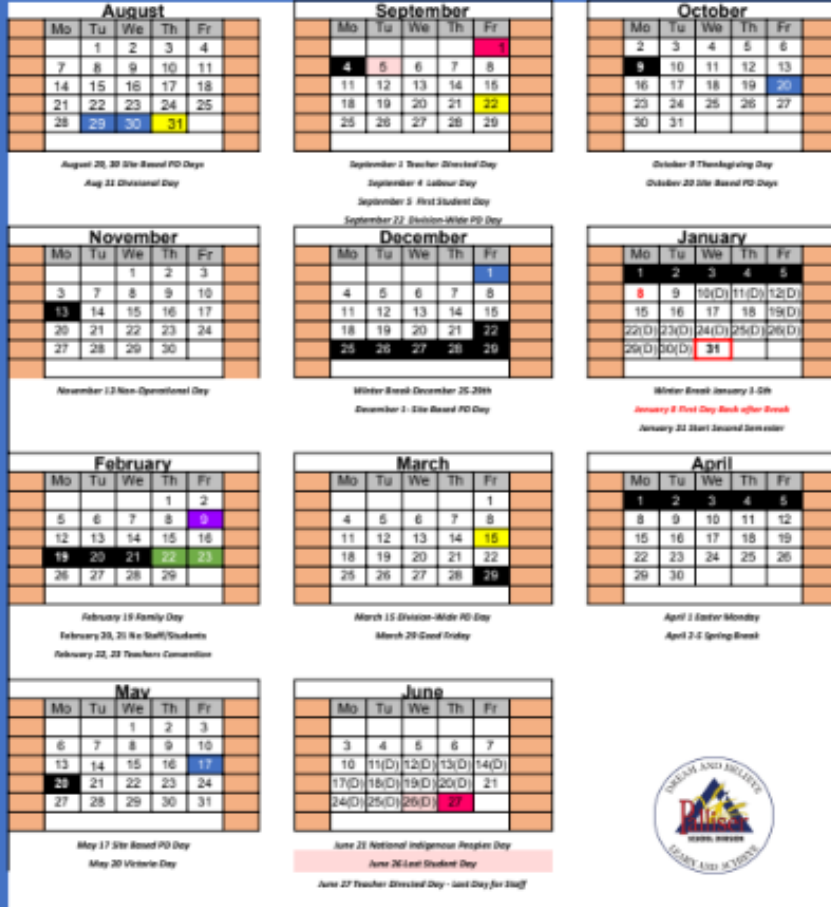 August
Mo Tu We Th Fr
1 2 3 4
7 8 9 10 11
14 15 16 17 18
21 22 23 24 25
28 29 30 31
August 29, 30 Site Based PD Days
Aug 31 Divisional Day
September
Mo Tu We Th Fr
1
4 5 6 7 8
11 12 13 14 15
18 19 20 21 22
25 26 27 28 29
September 1 Teacher Directed Day
September 4 Labour Day
September 5 First Student Day
September 22 Division-Wide PD Day
October
Mo Tu We Th Fr
2 3 4 5 6
9 10 11 12 13
16 17 18 19 20
23 24 25 26 27
30 31
October 9 Thanksgiving Day
October 20 Site Based PD Days
November
Mo Tu We Th Fr
1 2 3
3 7 8 9 10
13 14 15 16 17
20 21 22 23 24
27 28 29 30
November 13 Non-Operational Day
December
Mo Tu We Th Fr
1
4 5 6 7 8
11 12 13 14 15
18 19 20 21 22
25 26 27 28 29
Winter Break December 25-29th
December 1- Site Based PD Day
January
Mo Tu We Th Fr
1 2 3 4 5
8 9 10(D) 11(D) 12(D)
15 16 17 18 19(D)
22(D) 23(D) 24(D) 25(D) 26(D)
29(D) 30(D) 31
Winter Break January 1-5th
January 8 First Day Back after Break
January 31 Start Second Semester
February
Mo Tu We Th Fr
1 2
5 6 7 8 9
12 13 14 15 16
19 20 21 22 23
26 27 28 29
February 19 Family Day
February 20, 21 No Staff/Students
February 22, 23 Teachers Convention
March
Mo Tu We Th Fr
1
4 5 6 7 8
11 12 13 14 15
18 19 20 21 22
25 26 27 28 29
March 15 Division-Wide PD Day
March 29 Good Friday
April
Mo Tu We Th Fr
1 2 3 4 5
8 9 10 11 12
15 16 17 18 19
22 23 24 25 26
29 30
April 1 Easter Monday
April 2-5 Spring Break
May
Mo Tu We Th Fr
1 2 3
6 7 8 9 10
13 14 15 16 17
20 21 22 23 24
27 28 29 30 31
May 17 Site Based PD Day
May 20 Victoria Day
June
Mo Tu We Th Fr
3 4 5 6 7
10 11(D) 12(D) 13(D) 14(D)
17(D) 18(D) 19(D) 20(D) 21
24(D) 25(D) 26(D) 27
June 21 National Indigenous Peoples Day
June 26 Last Student Day
June 27 Teacher Directed Day - Last Day for Staff
DREAM AND BELIEVE
Palliser
SCHOOL DIVISION
LEARN AND ACHIEVE